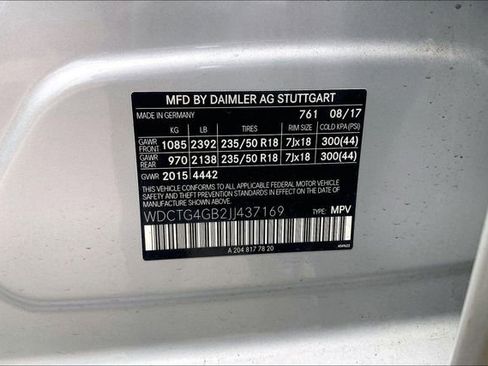 MFD BY DAIMLER AG STUTTGART
Made in Germany 761 08/17
KG LB TIRES RIM SIZE COLD KPA (PSI)
GAWR FRONT 1085 2392 235/50 R18 7Jx18 300(44)
GAWR REAR 970 2138 235/50 R18 7Jx18 300(44)
GVWR 2015 4442
THIS VEHICLE CONFORMS TO ALL APPLICABLE FEDERAL MOTOR VEHICLE
SAFETY AND THEFT PREVENTION STANDARDS IN EFFECT ON THE DATE OF
MANUFACTURE SHOWN ABOVE.
WDCTG4GB2JJ437169 TYPE: MPV
A 204 817 78 20